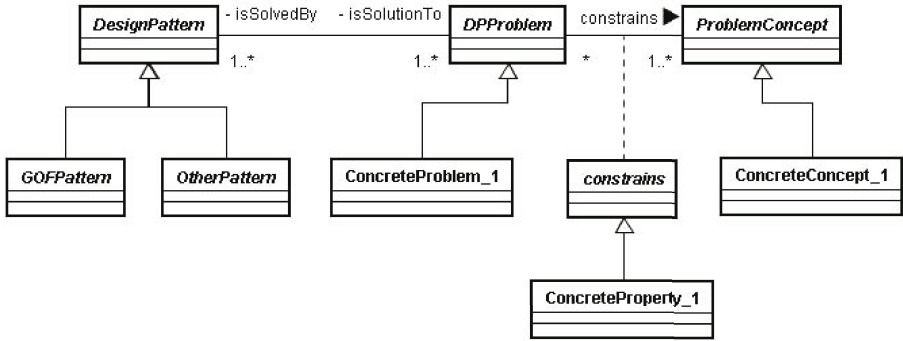 DesignPattern - isSolvedBy - isSolutionTo DPProblem constrains ▶ ProblemConcept
1..* 1..* * 1..*
GOFPattern OtherPattern ConcreteProblem_1 constrains ConcreteConcept_1
ConcreteProperty_1